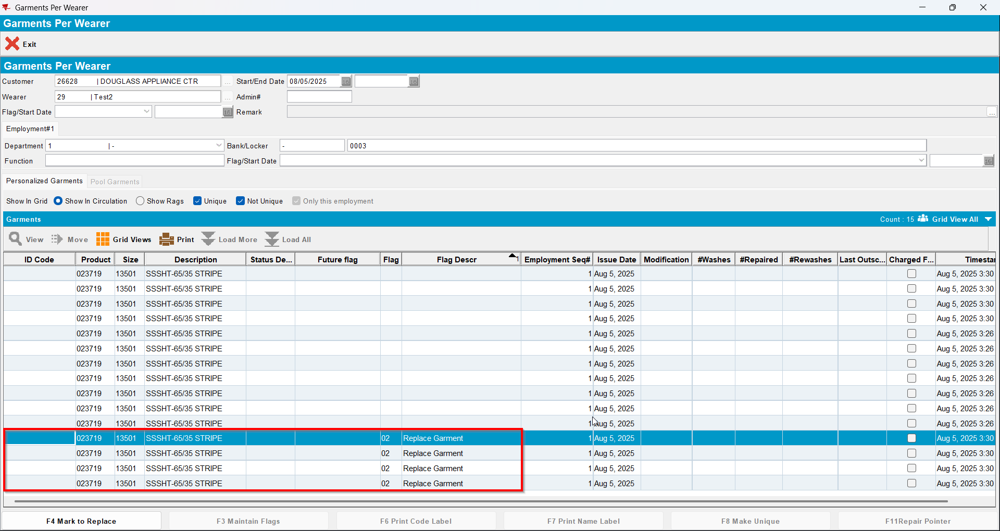 Garments Per Wearer
Garments Per Wearer
Exit
Garments Per Wearer
Customer 26628 | DOUGLASS APPLIANCE CTR ... Start/End Date 08/05/2025 16 16
Wearer 29 | Test2 ... Admin#
Flag/Start Date 16 Remark ...
Employment#1
Department 1 | - Bank/Locker - 0003
Function Flag/Start Date 16
Personalized Garments Pool Garments
Show In Grid Show In Circulation Show Rags Unique Not Unique Only this employment
Garments Count : 15 Grid View All
View Move Grid Views Print Load More Load All
ID Code Product Size Description Status De... Future flag Flag Flag Descr 1 Employment Seq# Issue Date Modification #Washes #Repaired #Rewashes Last Outsc... Charged F... Timestar
023719 13501 SSSHT-65/35 STRIPE 1 Aug 5, 2025 Aug 5, 2025 3:30
023719 13501 SSSHT-65/35 STRIPE 1 Aug 5, 2025 Aug 5, 2025 3:30
023719 13501 SSSHT-65/35 STRIPE 1 Aug 5, 2025 Aug 5, 2025 3:30
023719 13501 SSSHT-65/35 STRIPE 1 Aug 5, 2025 Aug 5, 2025 3:30
023719 13501 SSSHT-65/35 STRIPE 1 Aug 5, 2025 Aug 5, 2025 3:26
023719 13501 SSSHT-65/35 STRIPE 1 Aug 5, 2025 Aug 5, 2025 3:26
023719 13501 SSSHT-65/35 STRIPE 1 Aug 5, 2025 Aug 5, 2025 3:26
023719 13501 SSSHT-65/35 STRIPE 1 Aug 5, 2025 Aug 5, 2025 3:26
023719 13501 SSSHT-65/35 STRIPE 1 Aug 5, 2025 Aug 5, 2025 3:26
023719 13501 SSSHT-65/35 STRIPE 1 Aug 5, 2025 Aug 5, 2025 3:26
023719 13501 SSSHT-65/35 STRIPE 1 Aug 5, 2025 Aug 5, 2025 3:26
023719 13501 SSSHT-65/35 STRIPE 02 Replace Garment 1 Aug 5, 2025 Aug 5, 2025 3:30
023719 13501 SSSHT-65/35 STRIPE 02 Replace Garment 1 Aug 5, 2025 Aug 5, 2025 3:30
023719 13501 SSSHT-65/35 STRIPE 02 Replace Garment 1 Aug 5, 2025 Aug 5, 2025 3:30
023719 13501 SSSHT-65/35 STRIPE 02 Replace Garment 1 Aug 5, 2025 Aug 5, 2025 3:30
F4 Mark to Replace F3 Maintain Flags F6 Print Code Label F7 Print Name Label F8 Make Unique F11Repair Pointer